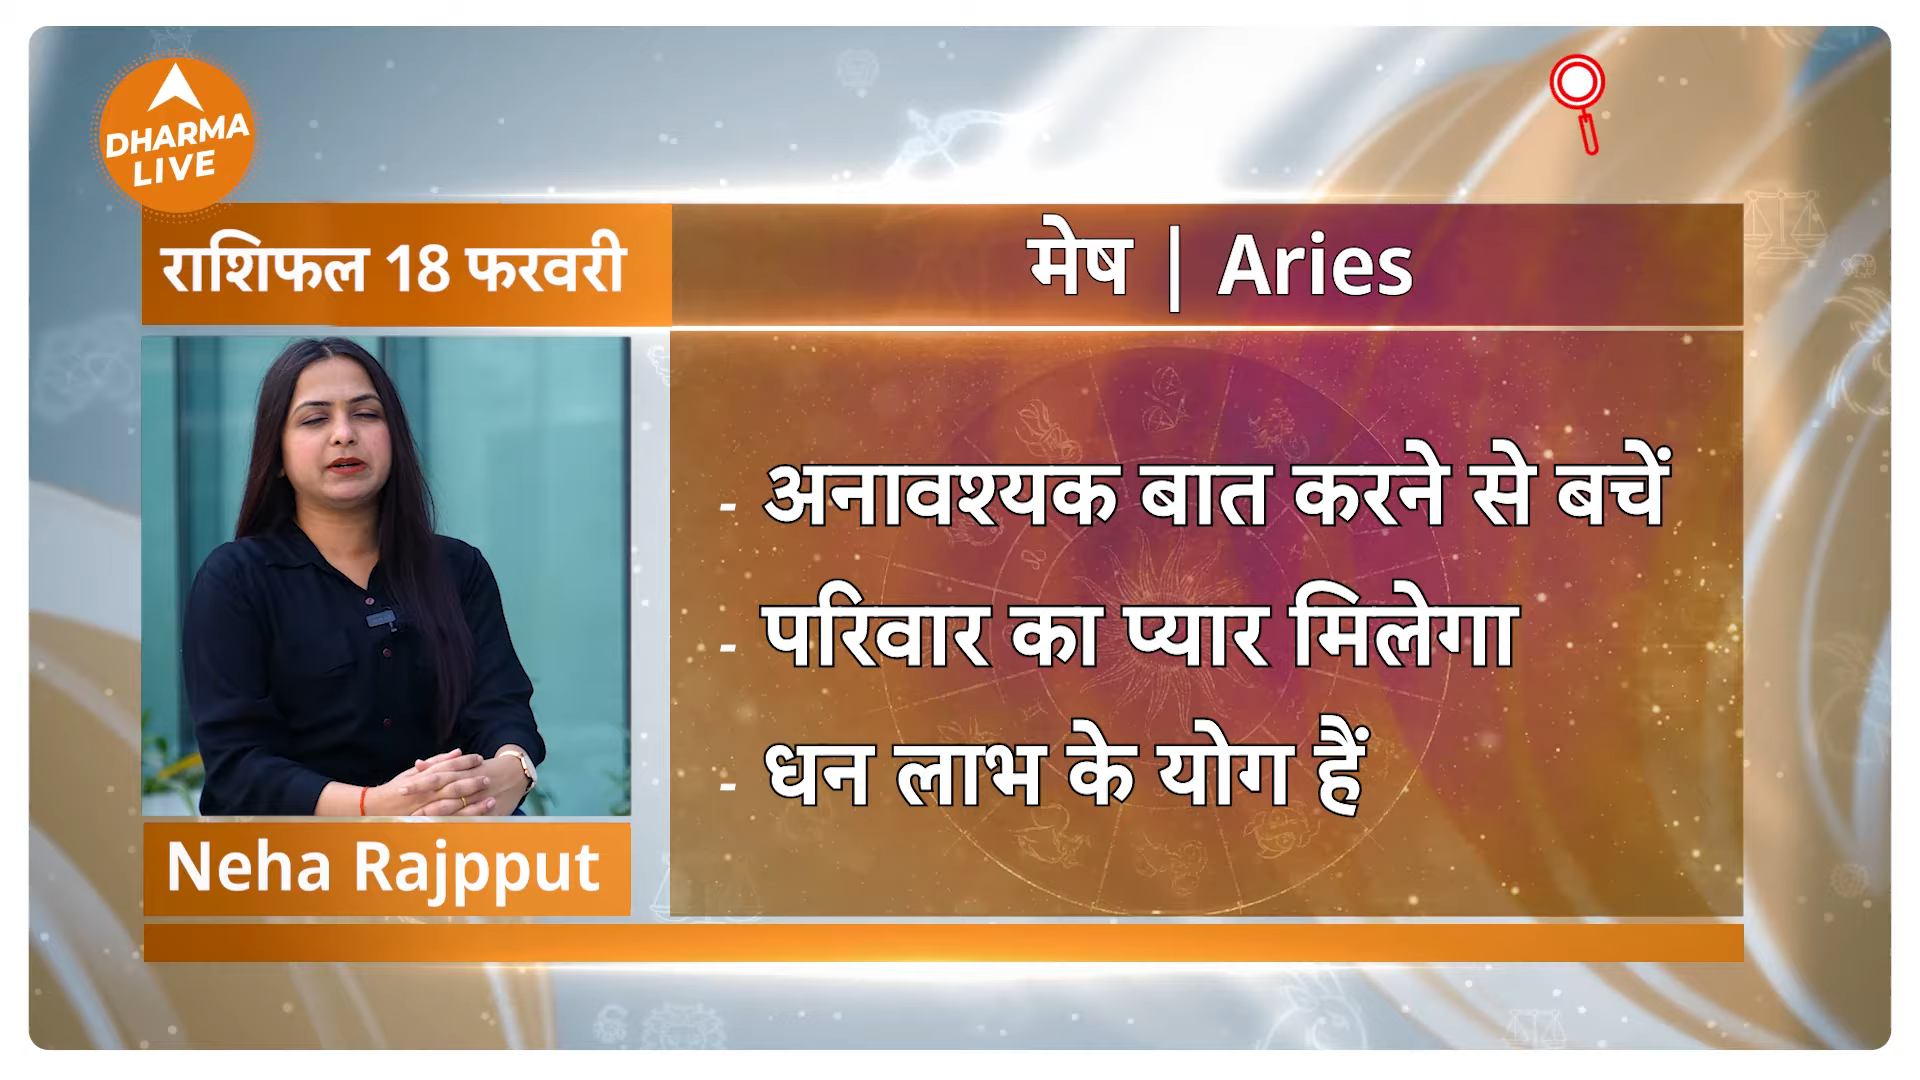 DHARMA
LIVE
राशिफल 18 फरवरी
मेष | Aries
- अनावश्यक बात करने से बचें
- परिवार का प्यार मिलेगा
- धन लाभ के योग हैं
Neha Rajpput